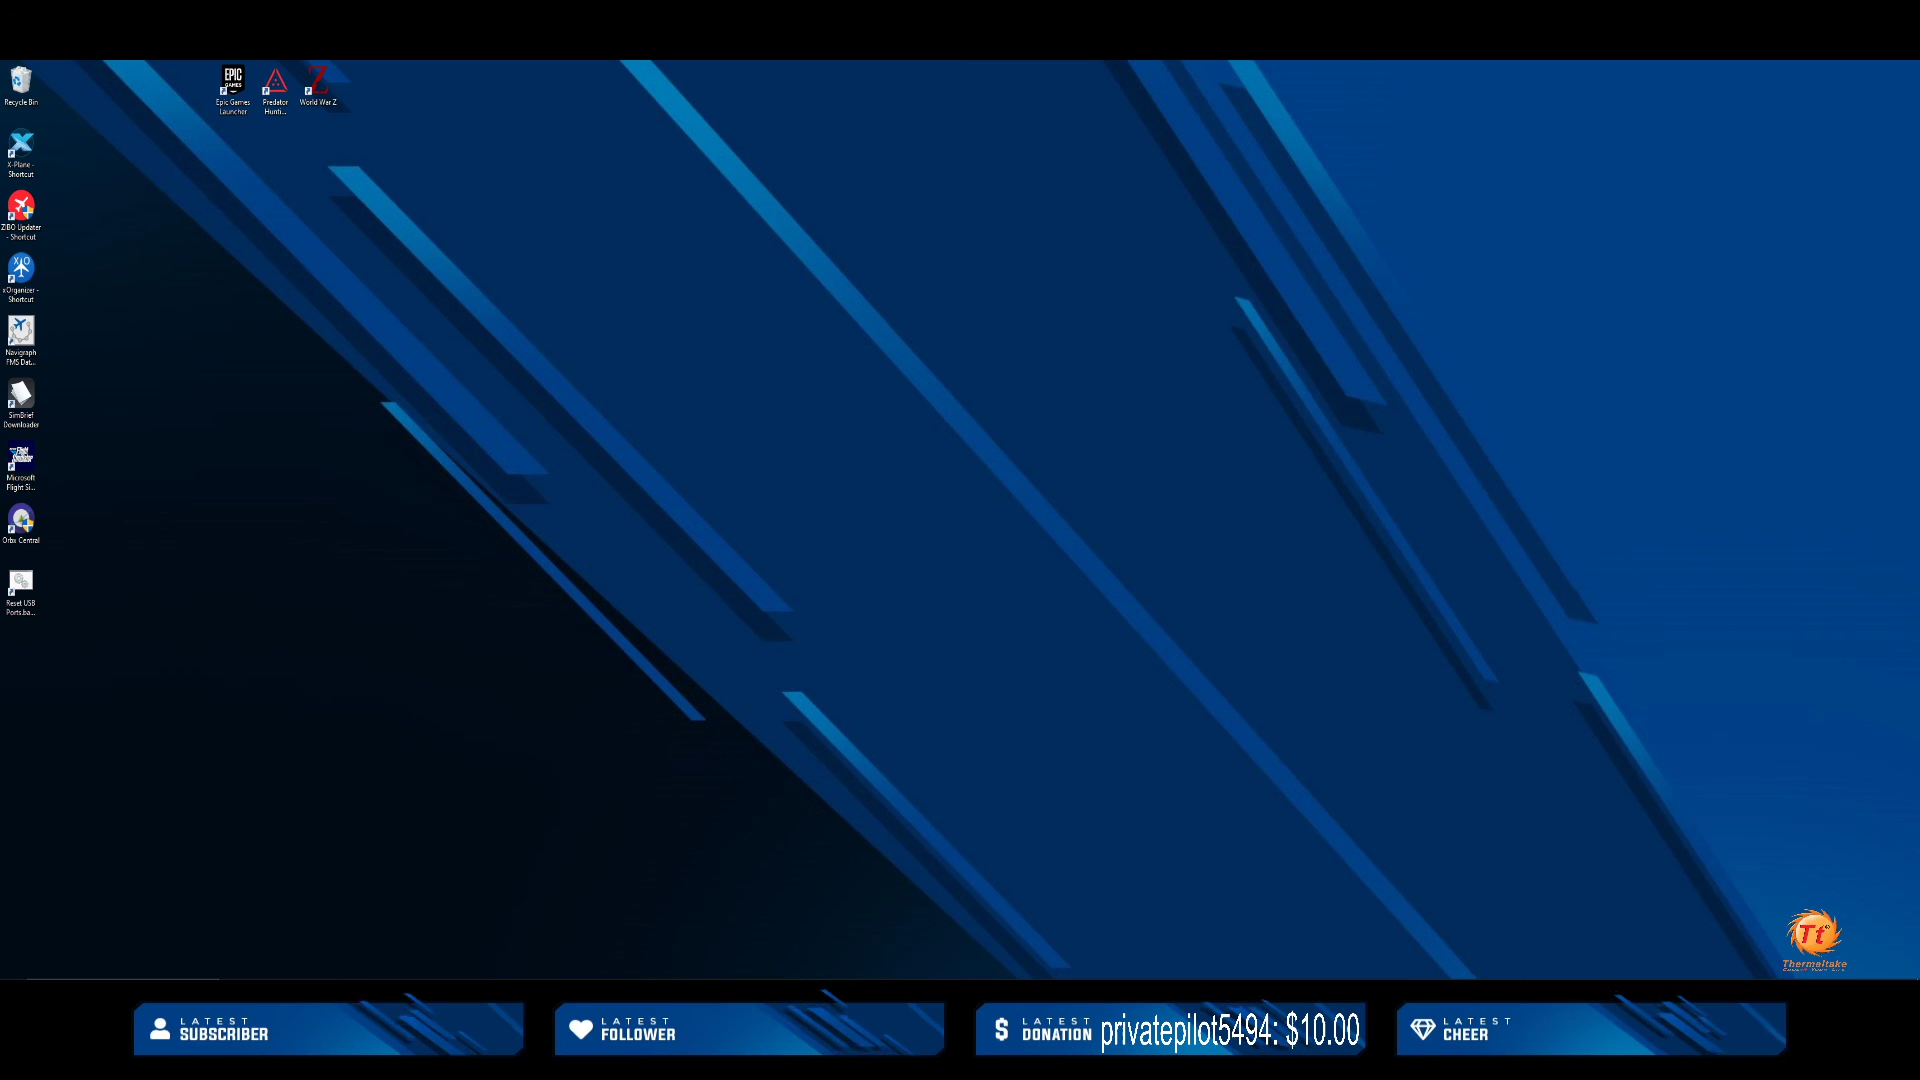 Recycle Bin
X-Plane -
Shortcut
ZIBO Updater
- Shortcut
xOrganizer -
Shortcut
Navigraph
FMS Dat...
SimBrief
Downloader
Microsoft
Flight Si...
Orbx Central
Reset USB
Ports.ba...
EPIC
GAMES
Epic Games
Launcher
Predator
Hunti...
Z
World War Z
Tt
Thermaltake
LATEST
SUBSCRIBER
LATEST
FOLLOWER
LATEST
DONATION privatepilot5494: $10.00
LATEST
CHEER